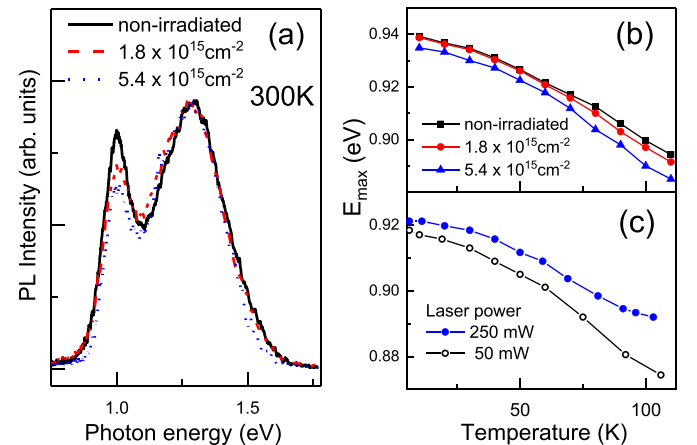 non-irradiated
1.8 x 10¹⁵cm⁻²
5.4 x 10¹⁵cm⁻²
(a)
300K
PL Intensity (arb. units)
1.0
1.5
Photon energy (eV)
(b)
0.94
0.92
0.90
non-irradiated
1.8 x 10¹⁵cm⁻²
5.4 x 10¹⁵cm⁻²
E_max (eV)
(c)
0.92
0.90
0.88
Laser power
250 mW
50 mW
50
100
Temperature (K)